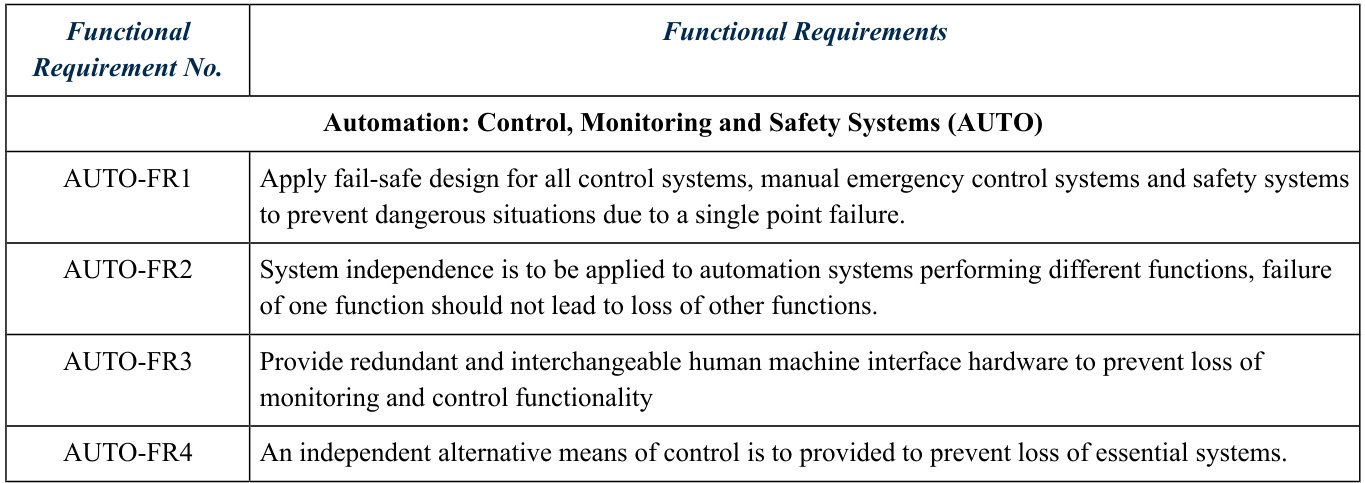 Functional
Requirement No.
Functional Requirements
Automation: Control, Monitoring and Safety Systems (AUTO)
AUTO-FR1
Apply fail-safe design for all control systems, manual emergency control systems and safety systems
to prevent dangerous situations due to a single point failure.
AUTO-FR2
System independence is to be applied to automation systems performing different functions, failure
of one function should not lead to loss of other functions.
AUTO-FR3
Provide redundant and interchangeable human machine interface hardware to prevent loss of
monitoring and control functionality
AUTO-FR4
An independent alternative means of control is to provided to prevent loss of essential systems.